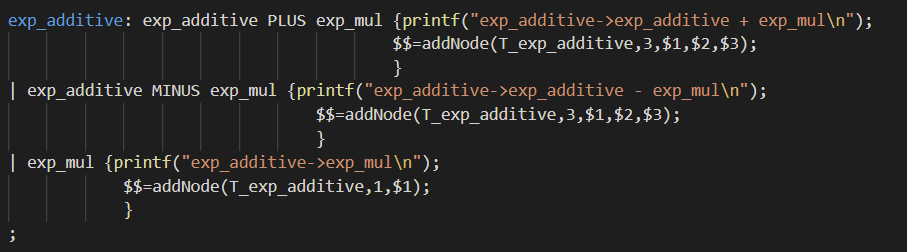 exp_additive: exp_additive PLUS exp_mul {printf("exp_additive->exp_additive + exp_mul\n");
$$=addNode(T_exp_additive,3,$1,$2,$3);
}
| exp_additive MINUS exp_mul {printf("exp_additive->exp_additive - exp_mul\n");
$$=addNode(T_exp_additive,3,$1,$2,$3);
}
| exp_mul {printf("exp_additive->exp_mul\n");
$$=addNode(T_exp_additive,1,$1);
}
;